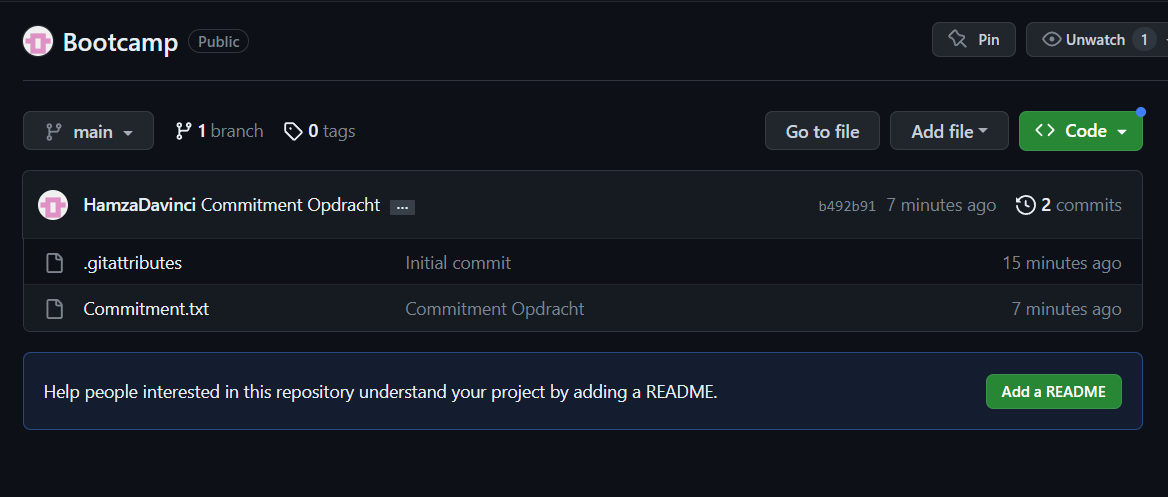 Bootcamp Public Pin Unwatch 1
main 1 branch 0 tags Go to file Add file Code
HamzaDavinci Commitment Opdracht ... b492b91 7 minutes ago 2 commits
.gitattributes Initial commit 15 minutes ago
Commitment.txt Commitment Opdracht 7 minutes ago
Help people interested in this repository understand your project by adding a README. Add a README